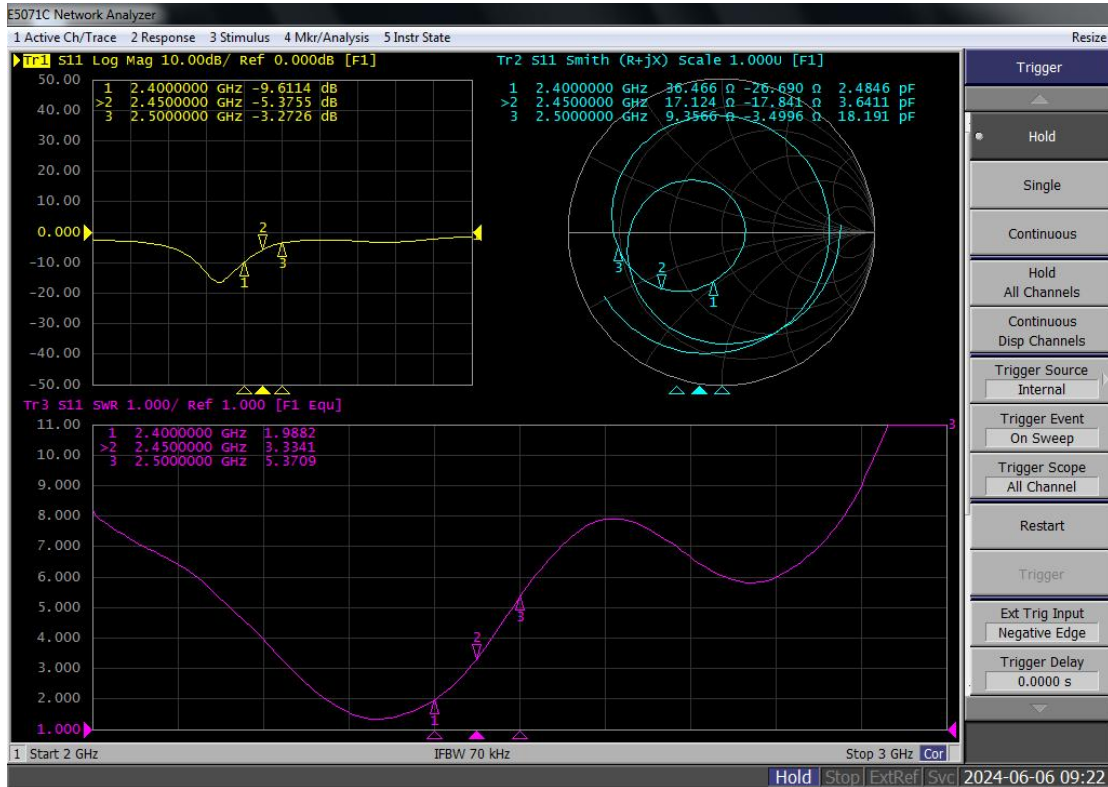 E5071C Network Analyzer
1 Active Ch/Trace 2 Response 3 Stimulus 4 Mkr/Analysis 5 Instr State
Resize
Tr1 S11 Log Mag 10.00dB/ Ref 0.000dB [F1]
50.00
40.00
30.00
20.00
10.00
0.000
-10.00
-20.00
-30.00
-40.00
-50.00
1 2.4000000 GHz -9.6114 dB
>2 2.4500000 GHz -5.3755 dB
3 2.5000000 GHz -3.2726 dB
2
1
3
Tr2 S11 Smith (R+jX) Scale 1.000U [F1]
1 2.4000000 GHz 36.466 Ω -26.690 Ω 2.4846 pF
>2 2.4500000 GHz 17.124 Ω -17.841 Ω 3.6411 pF
3 2.5000000 GHz 9.3566 Ω -3.4996 Ω 18.191 pF
3
2
1
Tr3 S11 SWR 1.000/ Ref 1.000 [F1 Equ]
11.00
10.00
9.000
8.000
7.000
6.000
5.000
4.000
3.000
2.000
1.000
1 2.4000000 GHz 1.9882
>2 2.4500000 GHz 3.3341
3 2.5000000 GHz 5.3709
3
2
3
1
1 Start 2 GHz
IFBW 70 kHz
Stop 3 GHz Cor
Trigger
Hold
Single
Continuous
Hold
All Channels
Continuous
Disp Channels
Trigger Source
Internal
Trigger Event
On Sweep
Trigger Scope
All Channel
Restart
Trigger
Ext Trig Input
Negative Edge
Trigger Delay
0.0000 s
Hold Stop ExtRef Svc 2024-06-06 09:22